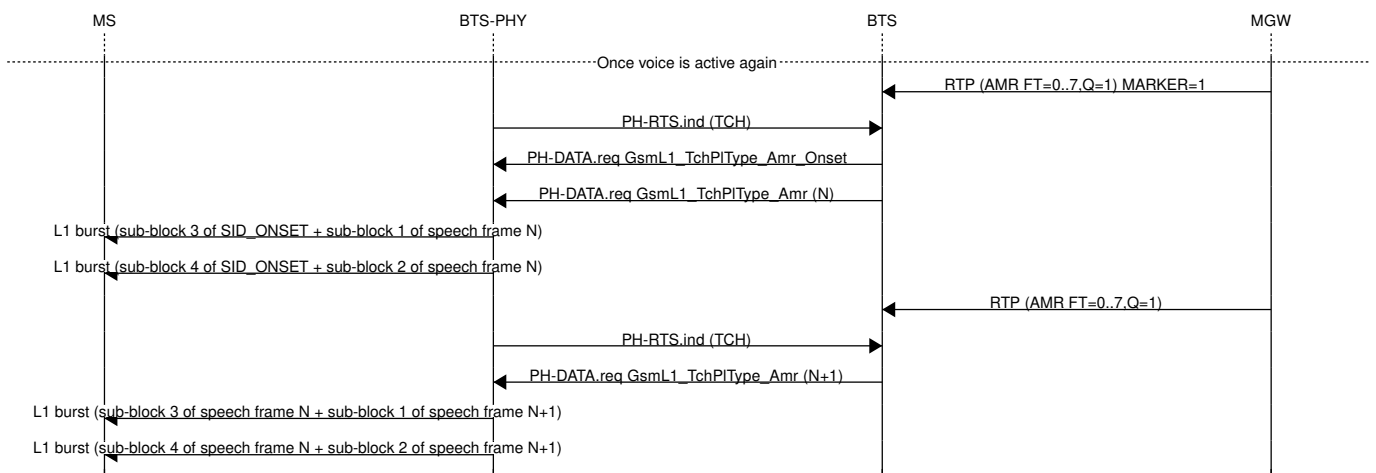 MS BTS-PHY BTS MGW
Once voice is active again
RTP (AMR FT=0..7,Q=1) MARKER=1
PH-RTS.ind (TCH)
PH-DATA.req GsmL1_TchPlType_Amr_Onset
PH-DATA.req GsmL1_TchPlType_Amr (N)
L1 burst (sub-block 3 of SID_ONSET + sub-block 1 of speech frame N)
L1 burst (sub-block 4 of SID_ONSET + sub-block 2 of speech frame N)
RTP (AMR FT=0..7,Q=1)
PH-RTS.ind (TCH)
PH-DATA.req GsmL1_TchPlType_Amr (N+1)
L1 burst (sub-block 3 of speech frame N + sub-block 1 of speech frame N+1)
L1 burst (sub-block 4 of speech frame N + sub-block 2 of speech frame N+1)